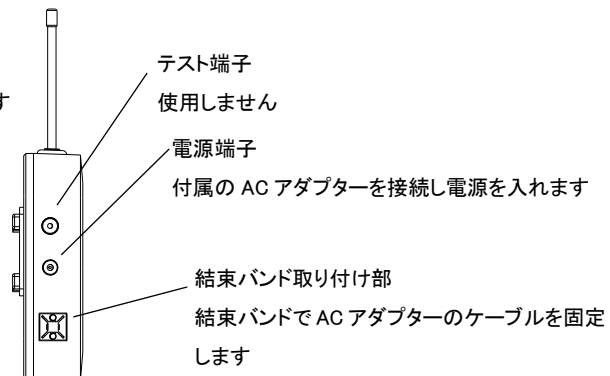 テスト端子
す
使用しません
電源端子
付属の AC アダプターを接続し電源を入れます
結束バンド取り付け部
結束バンドで AC アダプターのケーブルを固定
します